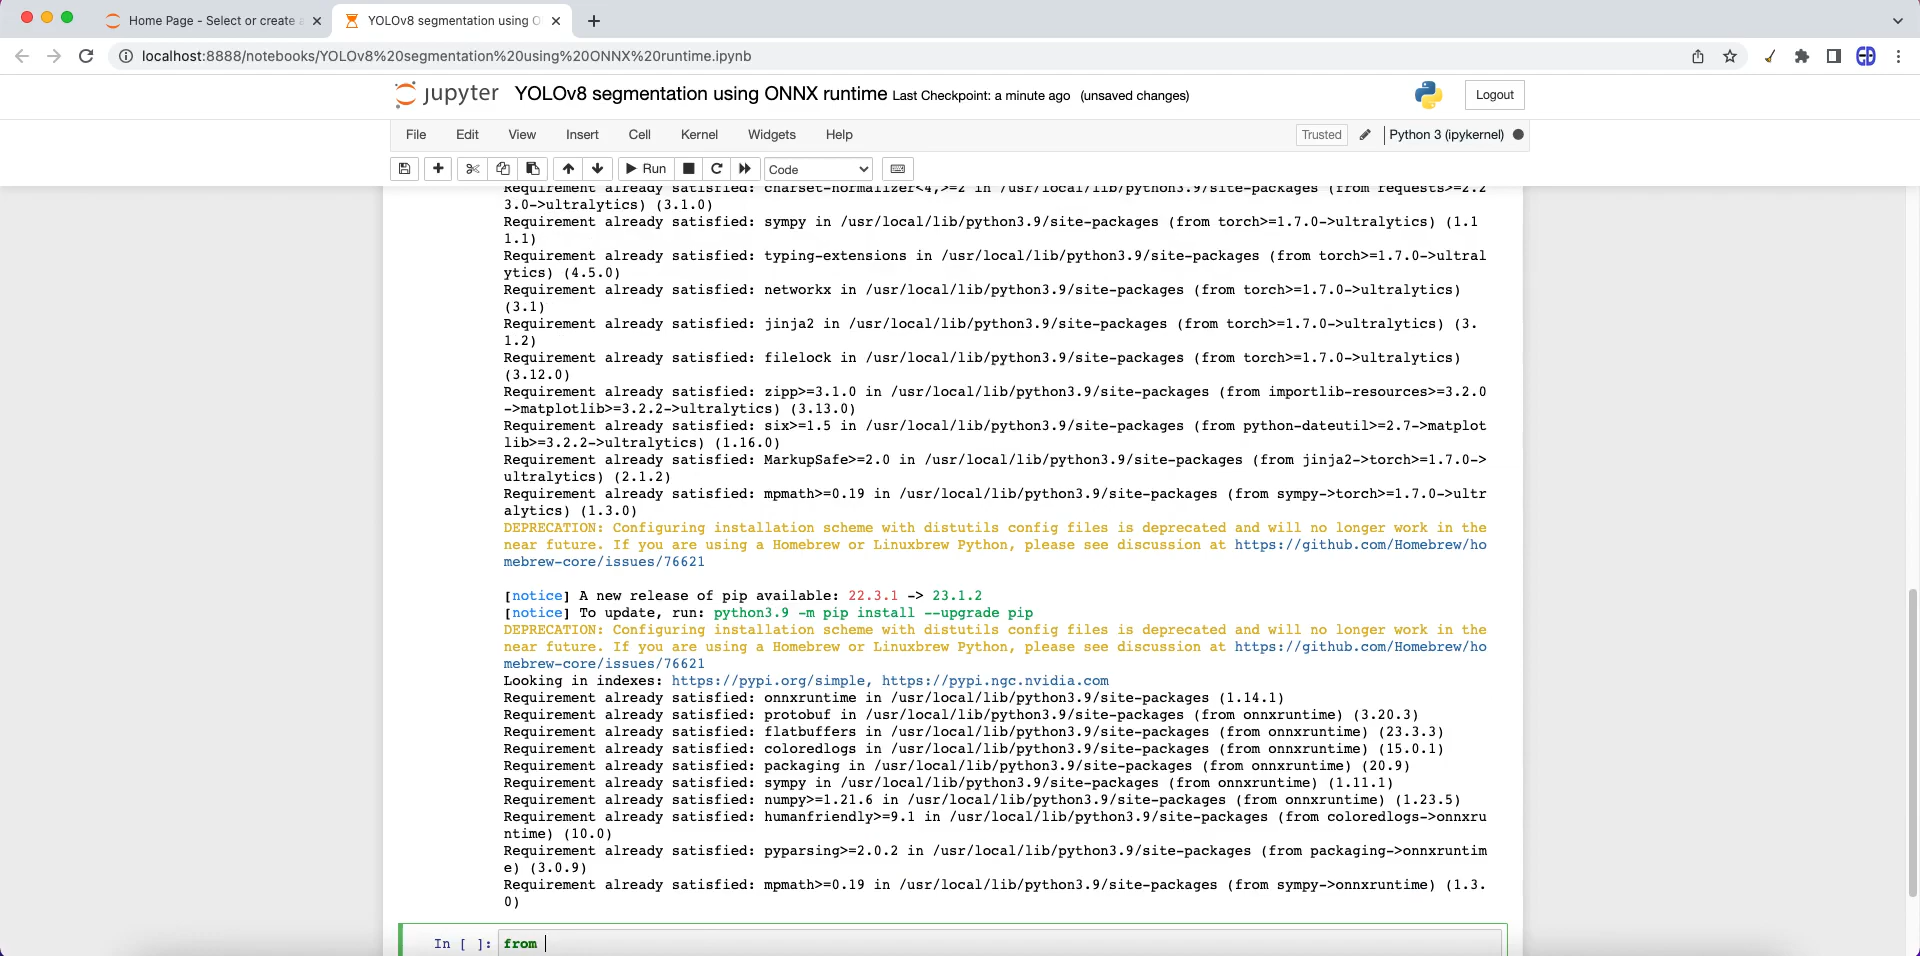 Home Page - Select or create a
YOLOv8 segmentation using O
localhost:8888/notebooks/YOLOv8%20segmentation%20using%20ONNX%20runtime.ipynb
jupyter YOLOv8 segmentation using ONNX runtime Last Checkpoint: a minute ago (unsaved changes) Logout
File Edit View Insert Cell Kernel Widgets Help Trusted Python 3 (ipykernel)
Run Code
Requirement already satisfied: charset-normalizer<4,>=2 in /usr/local/lib/python3.9/site-packages (from requests>=2.2
3.0->ultralytics) (3.1.0)
Requirement already satisfied: sympy in /usr/local/lib/python3.9/site-packages (from torch>=1.7.0->ultralytics) (1.1
1.1)
Requirement already satisfied: typing-extensions in /usr/local/lib/python3.9/site-packages (from torch>=1.7.0->ultral
ytics) (4.5.0)
Requirement already satisfied: networkx in /usr/local/lib/python3.9/site-packages (from torch>=1.7.0->ultralytics)
(3.1)
Requirement already satisfied: jinja2 in /usr/local/lib/python3.9/site-packages (from torch>=1.7.0->ultralytics) (3.
1.2)
Requirement already satisfied: filelock in /usr/local/lib/python3.9/site-packages (from torch>=1.7.0->ultralytics)
(3.12.0)
Requirement already satisfied: zipp>=3.1.0 in /usr/local/lib/python3.9/site-packages (from importlib-resources>=3.2.0
->matplotlib>=3.2.2->ultralytics) (3.13.0)
Requirement already satisfied: six>=1.5 in /usr/local/lib/python3.9/site-packages (from python-dateutil>=2.7->matplot
lib>=3.2.2->ultralytics) (1.16.0)
Requirement already satisfied: MarkupSafe>=2.0 in /usr/local/lib/python3.9/site-packages (from jinja2->torch>=1.7.0->
ultralytics) (2.1.2)
Requirement already satisfied: mpmath>=0.19 in /usr/local/lib/python3.9/site-packages (from sympy->torch>=1.7.0->ultr
alytics) (1.3.0)
DEPRECATION: Configuring installation scheme with distutils config files is deprecated and will no longer work in the
near future. If you are using a Homebrew or Linuxbrew Python, please see discussion at https://github.com/Homebrew/ho
mebrew-core/issues/76621
[notice] A new release of pip available: 22.3.1 -> 23.1.2
[notice] To update, run: python3.9 -m pip install --upgrade pip
DEPRECATION: Configuring installation scheme with distutils config files is deprecated and will no longer work in the
near future. If you are using a Homebrew or Linuxbrew Python, please see discussion at https://github.com/Homebrew/ho
mebrew-core/issues/76621
Looking in indexes: https://pypi.org/simple, https://pypi.ngc.nvidia.com
Requirement already satisfied: onnxruntime in /usr/local/lib/python3.9/site-packages (1.14.1)
Requirement already satisfied: protobuf in /usr/local/lib/python3.9/site-packages (from onnxruntime) (3.20.3)
Requirement already satisfied: flatbuffers in /usr/local/lib/python3.9/site-packages (from onnxruntime) (23.3.3)
Requirement already satisfied: coloredlogs in /usr/local/lib/python3.9/site-packages (from onnxruntime) (15.0.1)
Requirement already satisfied: packaging in /usr/local/lib/python3.9/site-packages (from onnxruntime) (20.9)
Requirement already satisfied: sympy in /usr/local/lib/python3.9/site-packages (from onnxruntime) (1.11.1)
Requirement already satisfied: numpy>=1.21.6 in /usr/local/lib/python3.9/site-packages (from onnxruntime) (1.23.5)
Requirement already satisfied: humanfriendly>=9.1 in /usr/local/lib/python3.9/site-packages (from coloredlogs->onnxru
ntime) (10.0)
Requirement already satisfied: pyparsing>=2.0.2 in /usr/local/lib/python3.9/site-packages (from packaging->onnxruntim
e) (3.0.9)
Requirement already satisfied: mpmath>=0.19 in /usr/local/lib/python3.9/site-packages (from sympy->onnxruntime) (1.3.
0)
In [ ]: from